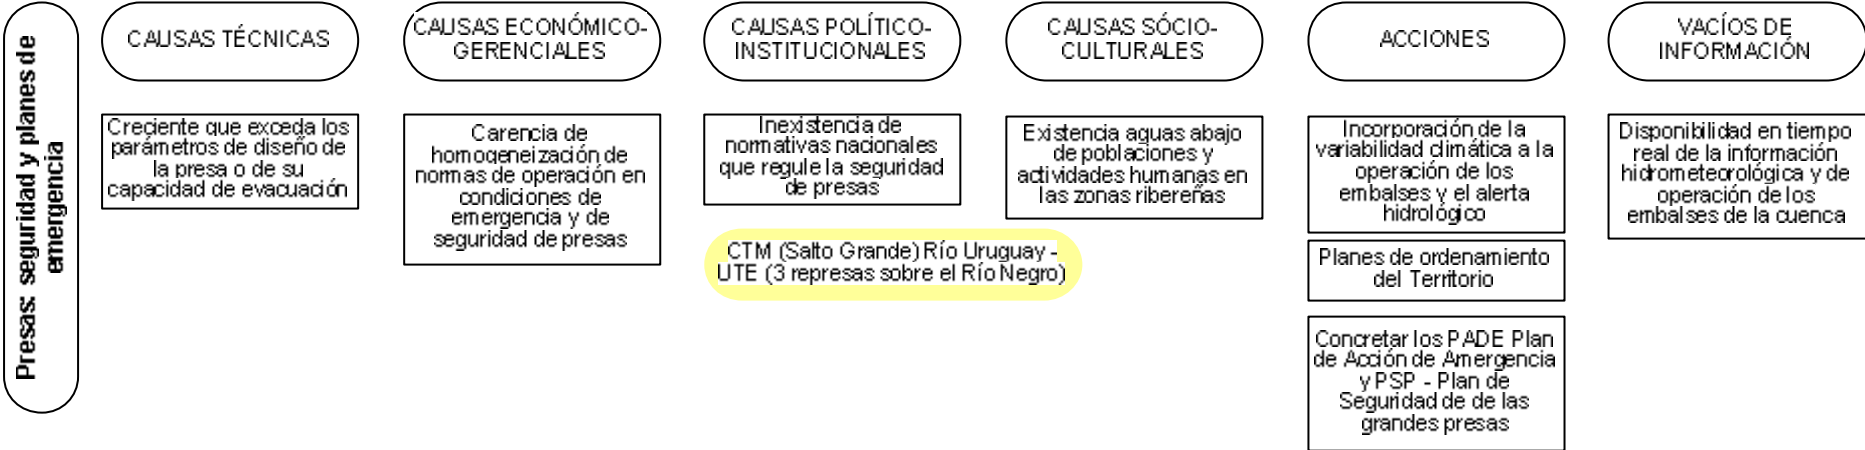 Presas: seguridad y planes de
emergencia
CAUSAS TÉCNICAS
Creciente que exceda los
parámetros de diseño de
la presa o de su
capacidad de evacuación
CAUSAS ECONÓMICO-
GERENCIALES
Carencia de
homogeneización de
normas de operación en
condiciones de
emergencia y de
seguridad de presas
CAUSAS POLÍTICO-
INSTITUCIONALES
Inexistencia de
normativas nacionales
que regule la seguridad
de presas
CTM (Salto Grande) Río Uruguay -
UTE (3 represas sobre el Río Negro)
CAUSAS SÓCIO-
CULTURALES
Existencia aguas abajo
de poblaciones y
actividades humanas en
las zonas ribereñas
ACCIONES
Incorporación de la
variabilidad climática a la
operación de los
embalses y el alerta
hidrológico
Planes de ordenamiento
del Territorio
Concretar los PADE Plan
de Acción de Amergencia
y PSP - Plan de
Seguridad de de las
grandes presas
VACÍOS DE
INFORMACIÓN
Disponibilidad en tiempo
real de la información
hidrometeorológica y de
operación de los
embalses de la cuenca